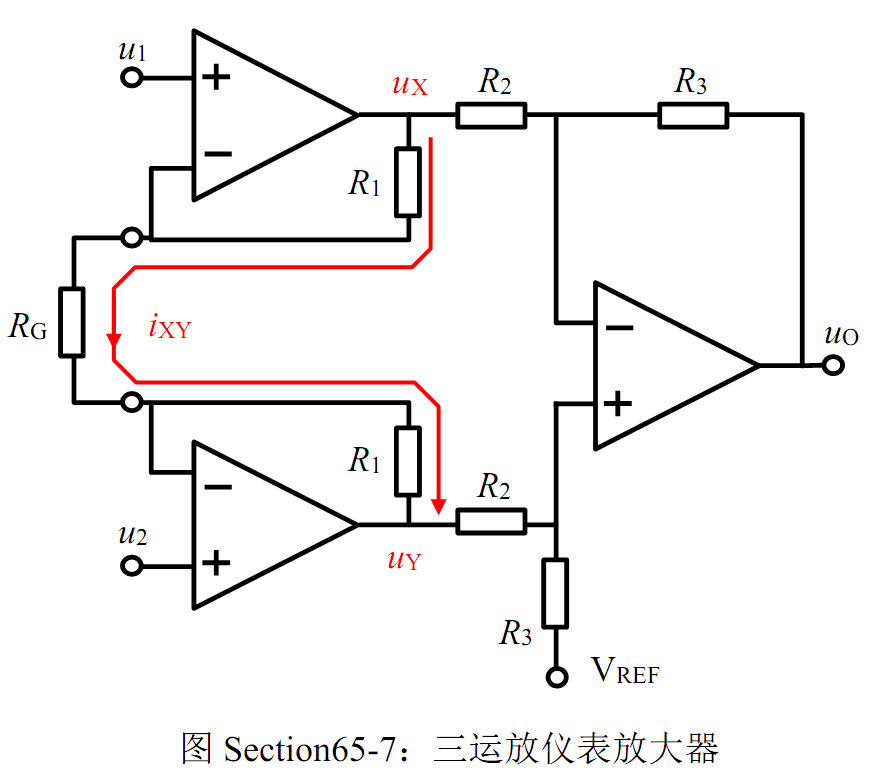 u1
+
−
uX
R2
R3
R1
RG
iXY
−
+
uO
R1
−
u2
+
R2
uY
R3
VREF
图 Section65-7：三运放仪表放大器